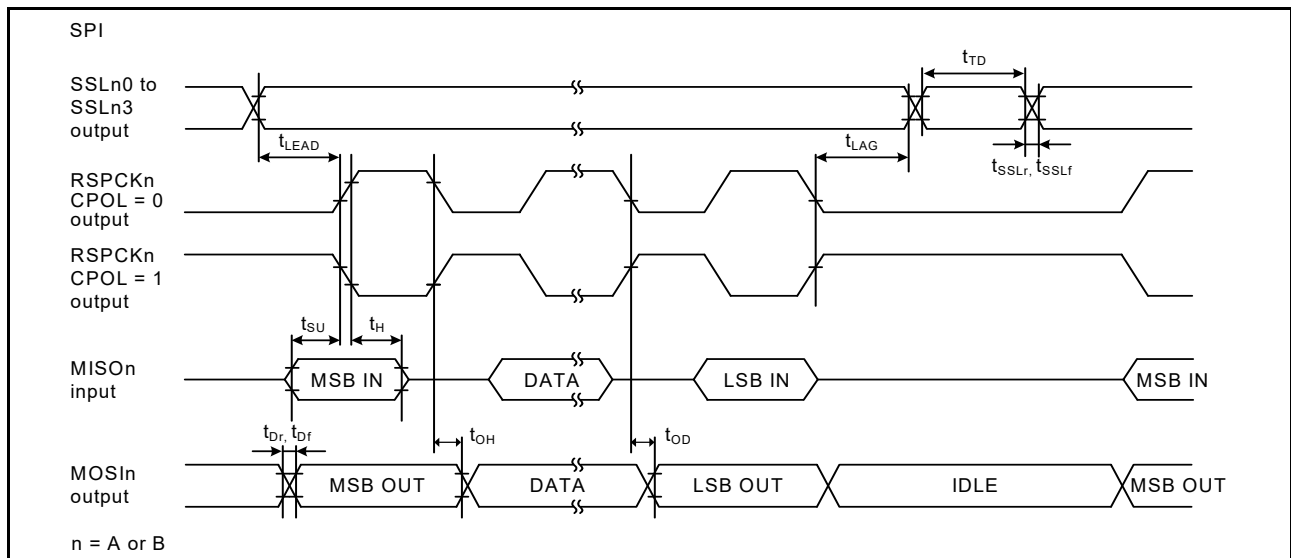 SPI
SSLn0 to
SSLn3
output
tTD
tLEAD
tLAG
tSSLr, tSSLf
RSPCKn
CPOL = 0
output
RSPCKn
CPOL = 1
output
tSU
tH
MISOn
input
MSB IN
DATA
LSB IN
MSB IN
tDr, tDf
tOH
tOD
MOSIn
output
MSB OUT
DATA
LSB OUT
IDLE
MSB OUT
n = A or B